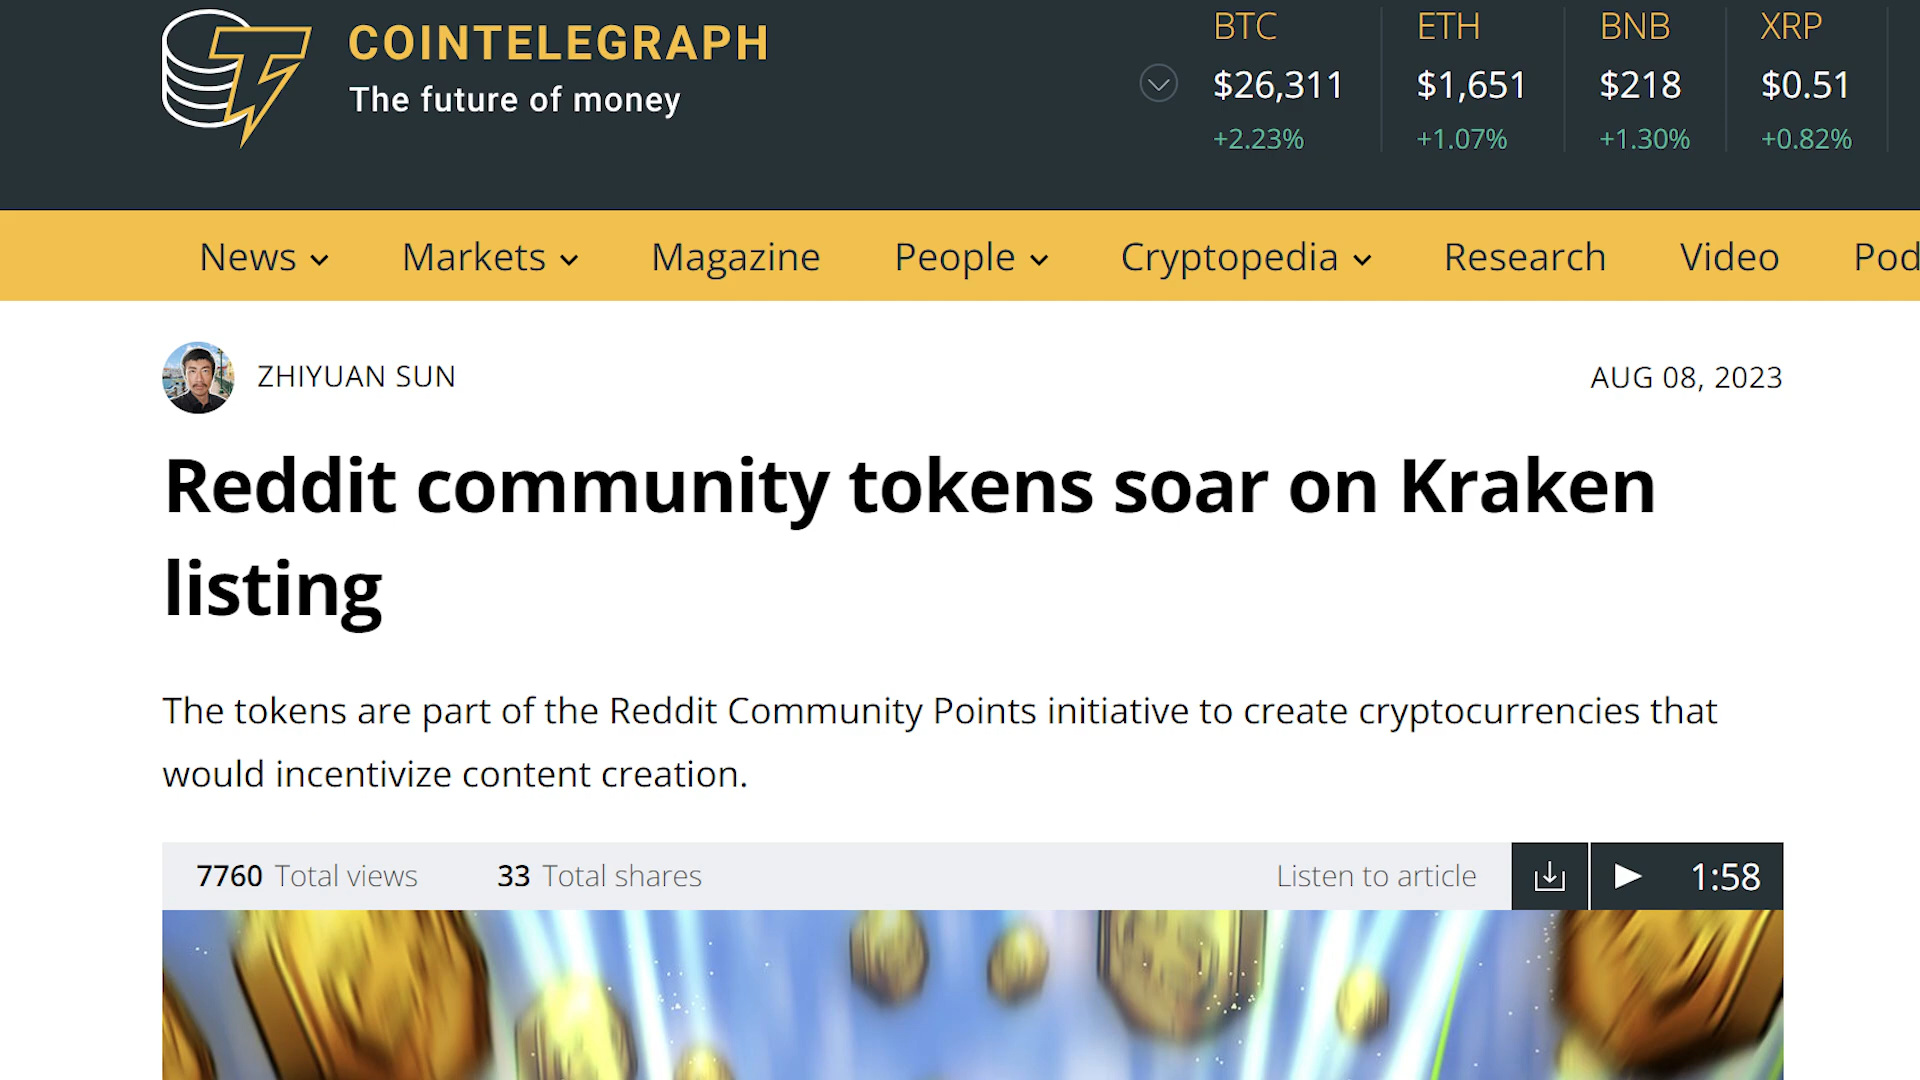 COINTELEGRAPH
The future of money
BTC ETH BNB XRP
$26,311 $1,651 $218 $0.51
+2.23% +1.07% +1.30% +0.82%
News Markets Magazine People Cryptopedia Research Video Pod
ZHIYUAN SUN AUG 08, 2023
Reddit community tokens soar on Kraken
listing
The tokens are part of the Reddit Community Points initiative to create cryptocurrencies that
would incentivize content creation.
7760 Total views 33 Total shares Listen to article 1:58